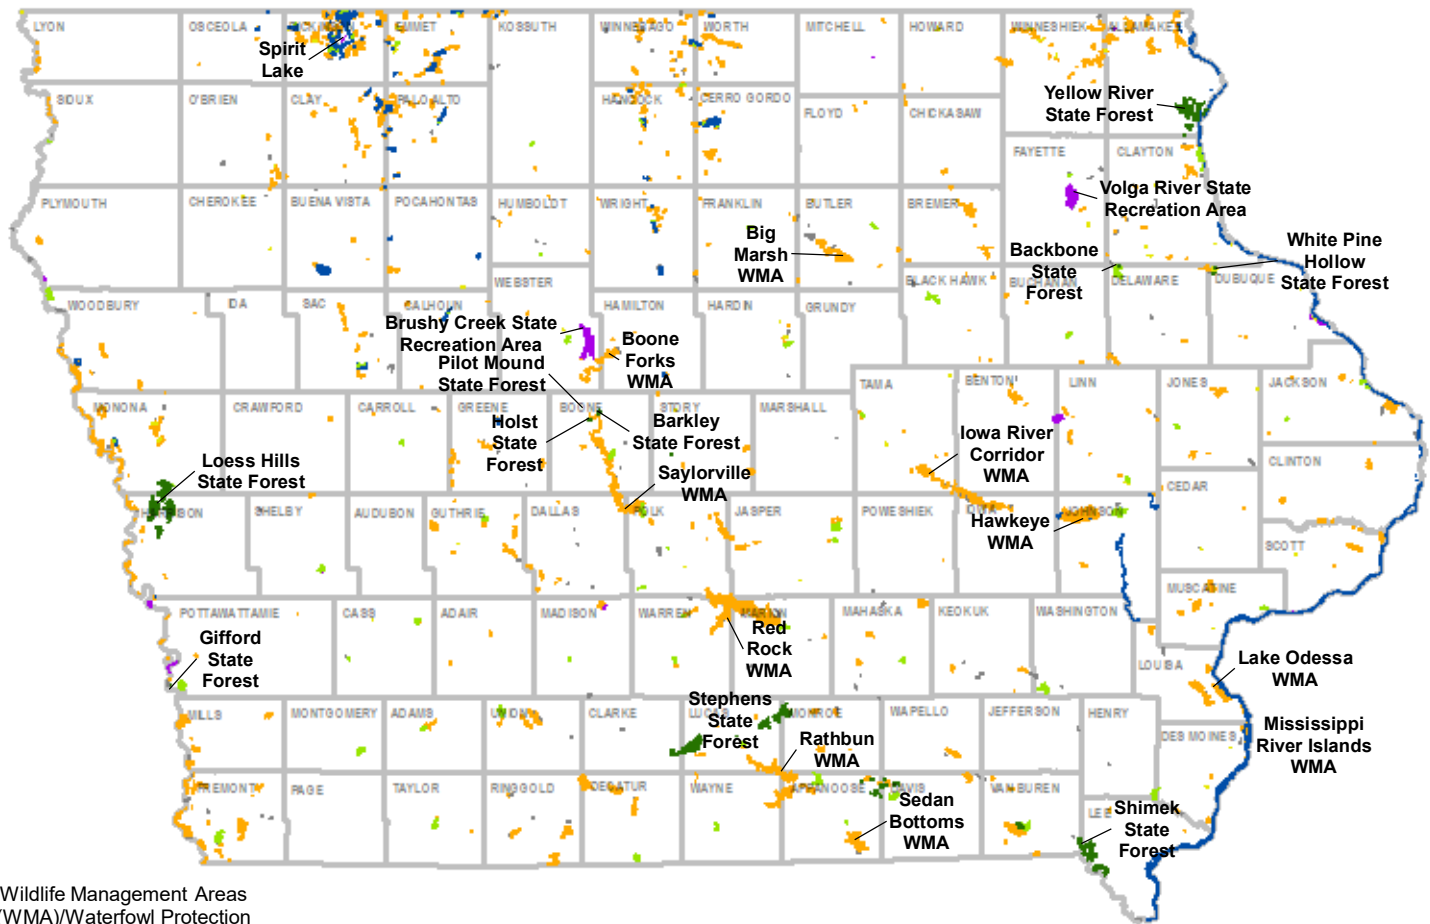 LYON
OSCEOLA
DICKINSON
EMMET
KOSSUTH
WINNEBAGO
WORTH
MITCHELL
HOWARD
WINNESHIEK
ALLAMAKEE
Spirit
Lake
SIOUX
O'BRIEN
CLAY
PALO ALTO
HANCOCK
CERRO GORDO
FLOYD
CHICKASAW
Yellow River
State Forest
FAYETTE
CLAYTON
PLYMOUTH
CHEROKEE
BUENA VISTA
POCAHONTAS
HUMBOLDT
WRIGHT
FRANKLIN
BUTLER
BREMER
Volga River State
Recreation Area
Big
Marsh
WMA
Backbone
State
Forest
White Pine
Hollow
State Forest
WEBSTER
BLACK HAWK
BUCHANAN
DELAWARE
DUBUQUE
WOODBURY
IDA
SAC
CALHOUN
HAMILTON
HARDIN
GRUNDY
Brushy Creek State
Recreation Area
Pilot Mound
State Forest
Boone
Forks
WMA
TAMA
BENTON
LINN
JONES
JACKSON
MONONA
CRAWFORD
CARROLL
GREENE
BOONE
STORY
MARSHALL
Holst
State
Forest
Barkley
State Forest
Iowa River
Corridor
WMA
Loess Hills
State Forest
Saylorville
WMA
CLINTON
CEDAR
HARRISON
SHELBY
AUDUBON
GUTHRIE
DALLAS
POLK
JASPER
POWESHIEK
IOWA
JOHNSON
Hawkeye
WMA
SCOTT
MUSCATINE
POTTAWATTAMIE
CASS
ADAIR
MADISON
WARREN
MARION
MAHASKA
KEOKUK
WASHINGTON
Gifford
State
Forest
Red
Rock
WMA
LOUISA
Lake Odessa
WMA
MILLS
MONTGOMERY
ADAMS
UNION
CLARKE
LUCAS
MONROE
WAPELLO
JEFFERSON
HENRY
DES MOINES
Stephens
State
Forest
Rathbun
WMA
Mississippi
River Islands
WMA
FREMONT
PAGE
TAYLOR
RINGGOLD
DECATUR
WAYNE
APPANOOSE
DAVIS
VAN BUREN
LEE
Sedan
Bottoms
WMA
Shimek
State
Forest
Wildlife Management Areas
(WMA)/Waterfowl Protection